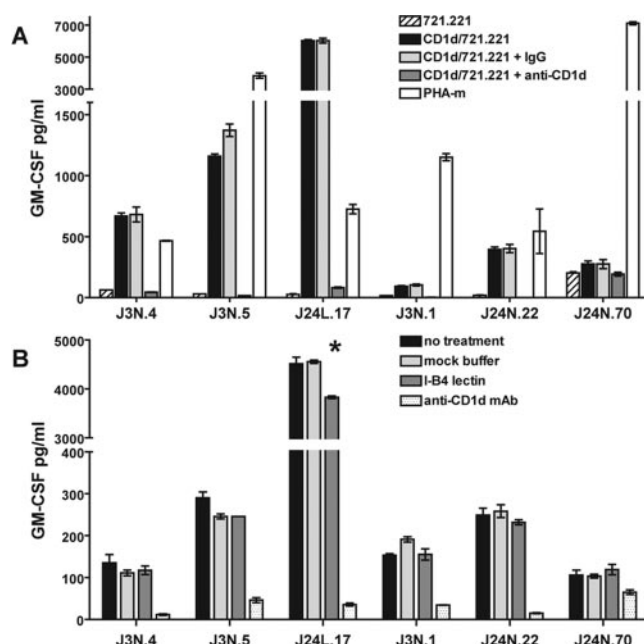 A
GM-CSF pg/ml
7000
6000
5000
1500
1000
500
0
721.221
CD1d/721.221
CD1d/721.221 + IgG
CD1d/721.221 + anti-CD1d
PHA-m
J3N.4 J3N.5 J24L.17 J3N.1 J24N.22 J24N.70
B
GM-CSF pg/ml
5000
4000
3000
300
200
100
0
*
no treatment
mock buffer
I-B4 lectin
anti-CD1d mAb
J3N.4 J3N.5 J24L.17 J3N.1 J24N.22 J24N.70